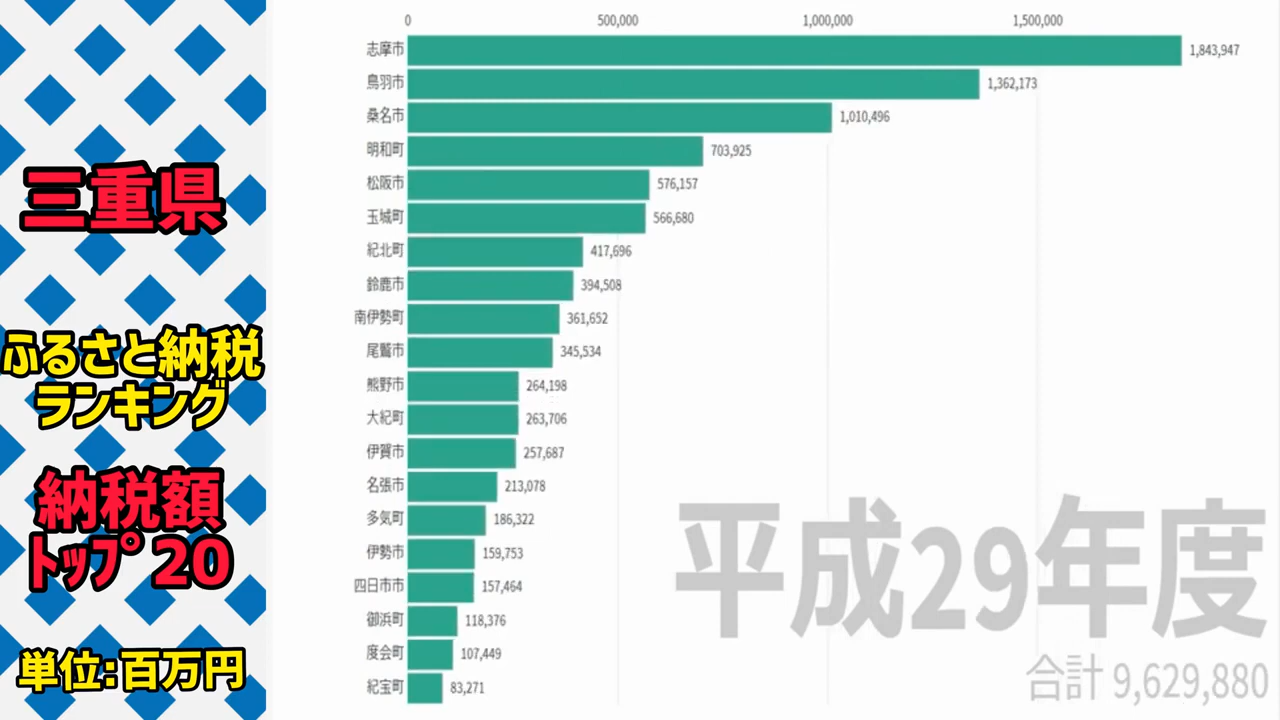 三重県
ふるさと納税
ランキング
納税額
ﾄｯﾌﾟ20
単位:百万円
0 500,000 1,000,000 1,500,000
志摩市 1,843,947
鳥羽市 1,362,173
桑名市 1,010,496
明和町 703,925
松阪市 576,157
玉城町 566,680
紀北町 417,696
鈴鹿市 394,508
南伊勢町 361,652
尾鷲市 345,534
熊野市 264,198
大紀町 263,706
伊賀市 257,687
名張市 213,078
多気町 186,322
伊勢市 159,753
四日市市 157,464
御浜町 118,376
度会町 107,449
紀宝町 83,271
平成29年度
合計 9,629,880